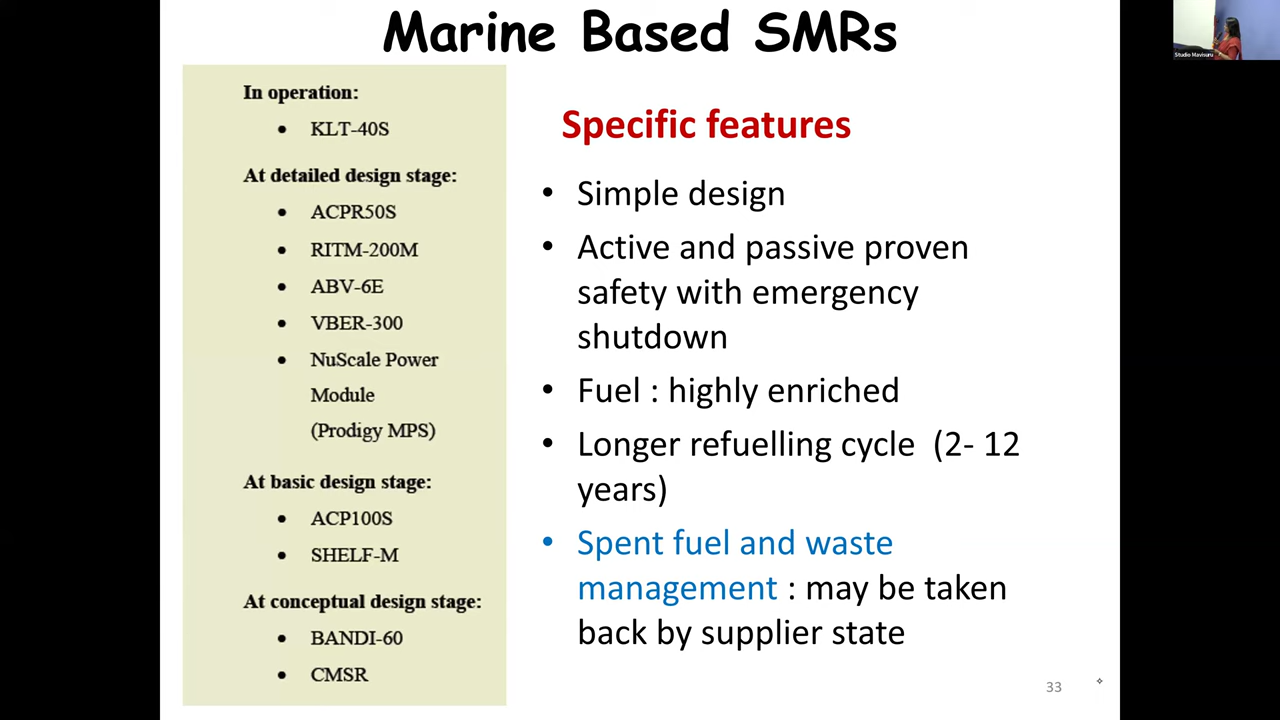 Marine Based SMRs
In operation:
• KLT-40S
At detailed design stage:
• ACPR50S
• RITM-200M
• ABV-6E
• VBER-300
• NuScale Power
Module
(Prodigy MPS)
At basic design stage:
• ACP100S
• SHELF-M
At conceptual design stage:
• BANDI-60
• CMSR
Specific features
• Simple design
• Active and passive proven
safety with emergency
shutdown
• Fuel : highly enriched
• Longer refuelling cycle (2- 12
years)
• Spent fuel and waste
management : may be taken
back by supplier state
33
Studio Mavisuru